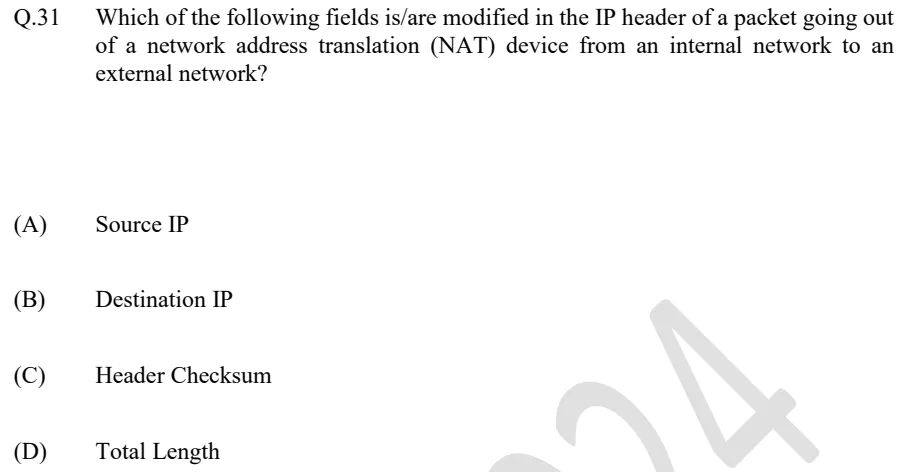 Q.31 Which of the following fields is/are modified in the IP header of a packet going out
of a network address translation (NAT) device from an internal network to an
external network?
(A) Source IP
(B) Destination IP
(C) Header Checksum
(D) Total Length
24